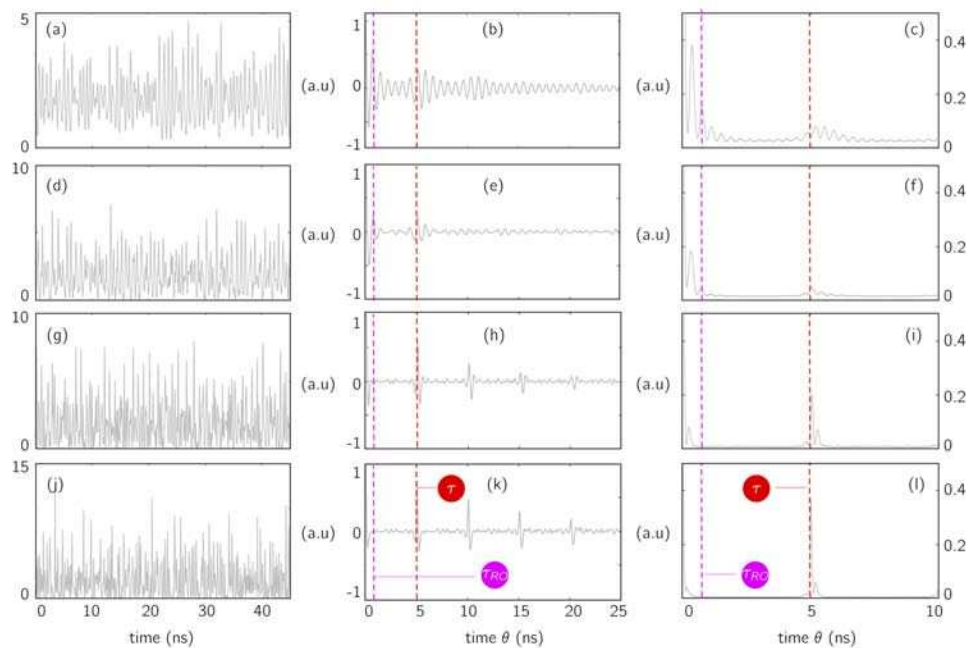 5 (a) 0
1 (b) 0 -1 (a.u)
(c) 0.4 0.2 0 (a.u)
10 (d) 0
1 (e) 0 -1 (a.u)
(f) 0.4 0.2 0 (a.u)
10 (g) 0
1 (h) 0 -1 (a.u)
(i) 0.4 0.2 0 (a.u)
15 (j) 0
1 (k) 0 -1 (a.u) τ τRO
(l) 0.4 0.2 0 (a.u) τ τRO
0 10 20 30 40
0 5 10 15 20 25
0 5 10
time (ns)
time θ (ns)
time θ (ns)